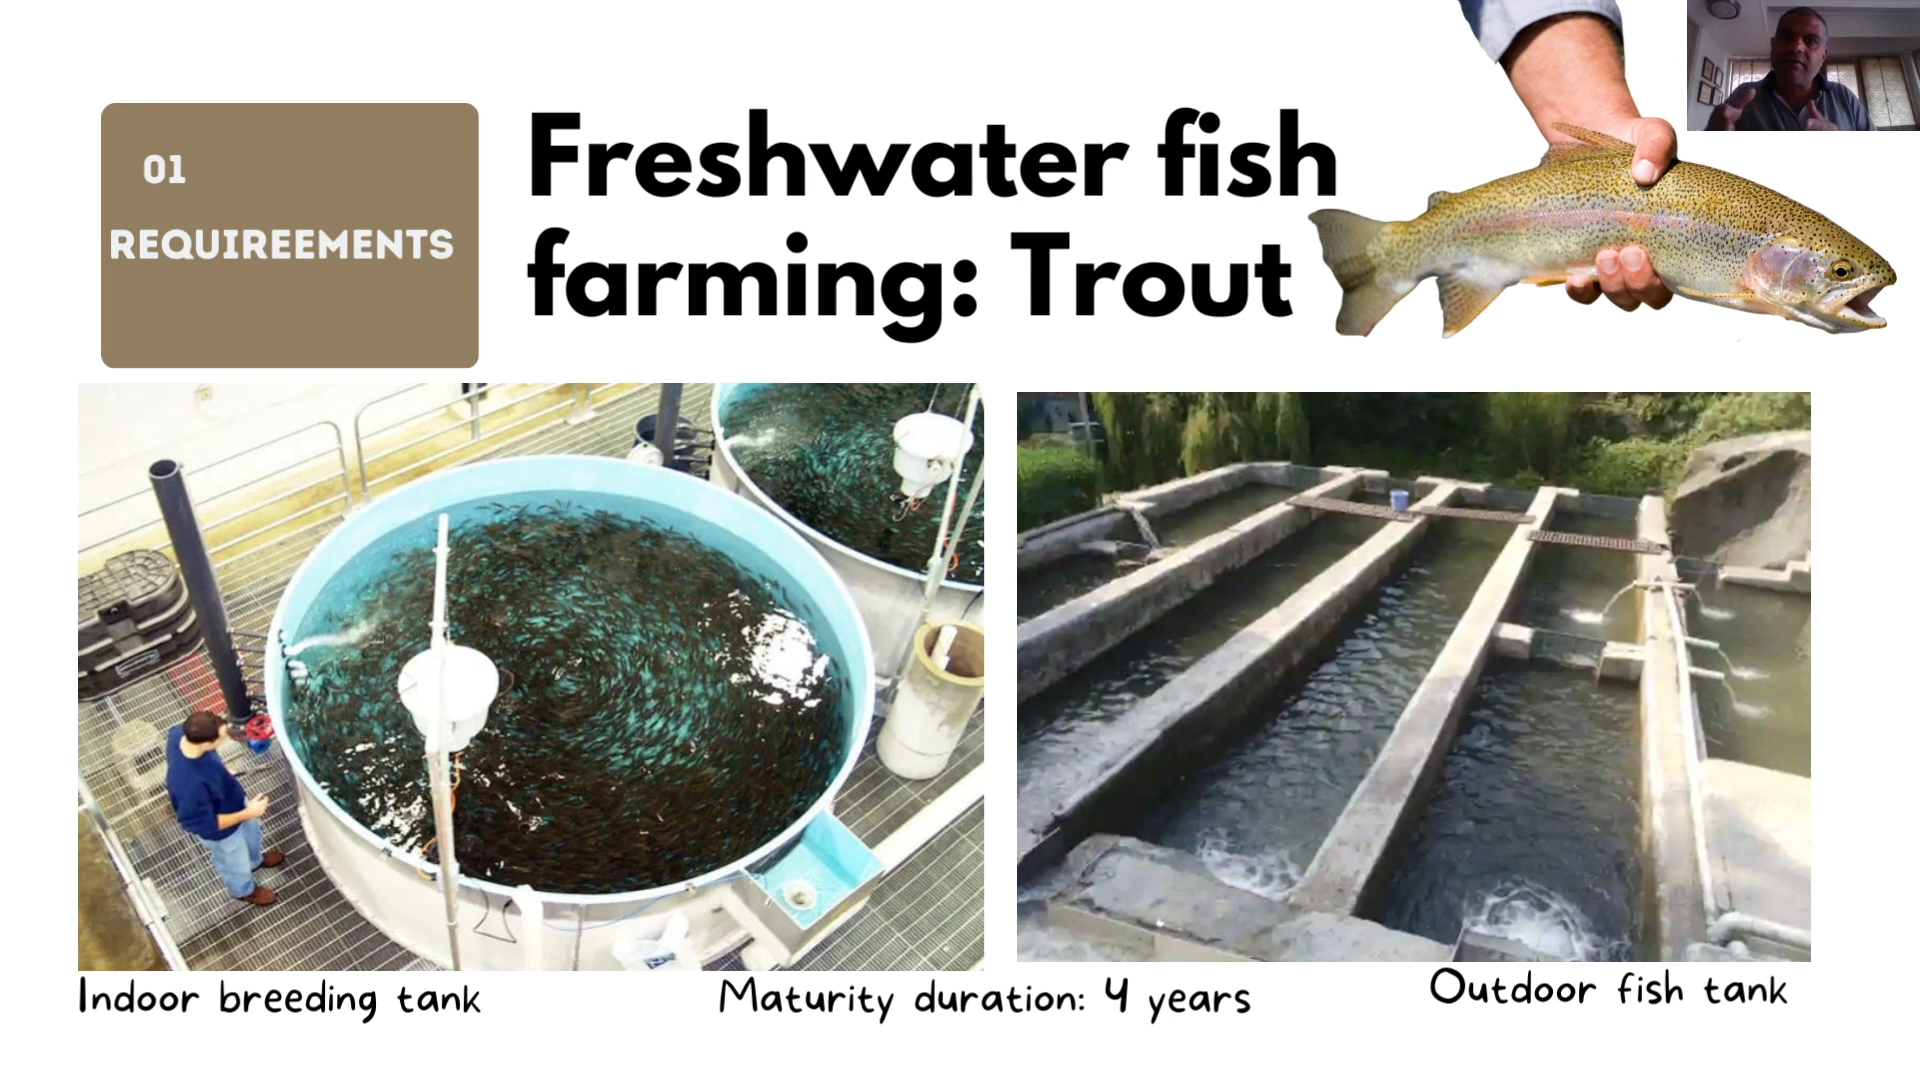 01
REQUIREEMENTS
Freshwater fish
farming: Trout
Indoor breeding tank
Maturity duration: 4 years
Outdoor fish tank